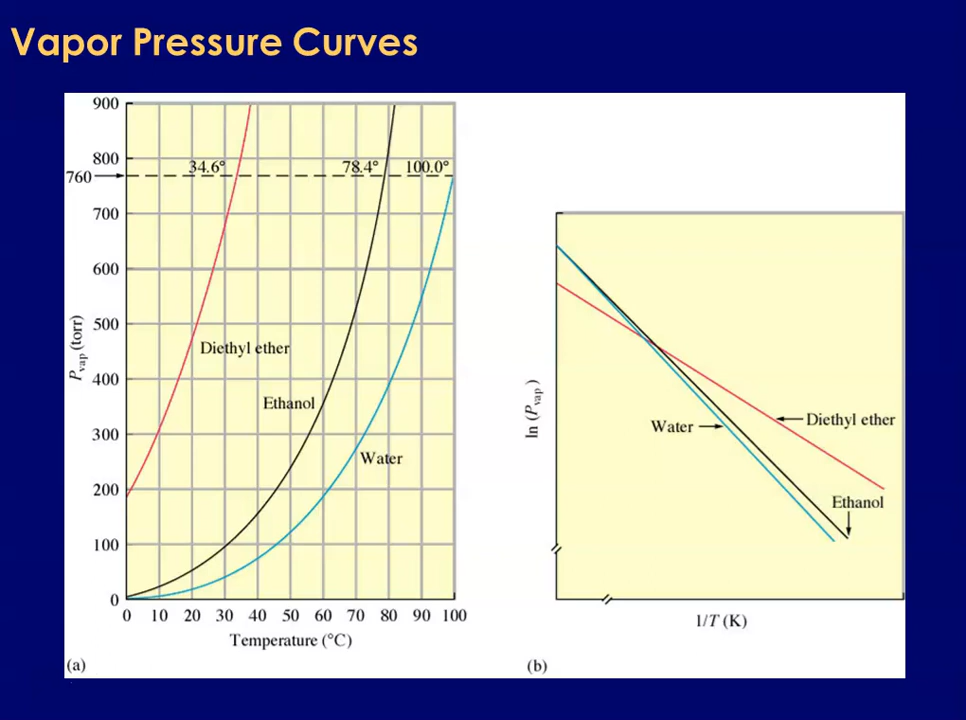 Vapor Pressure Curves
900
800
34.6° 78.4° 100.0°
760
700
600
500
Diethyl ether
400
Ethanol
300
Water
200
100
0
P vap (torr)
0 10 20 30 40 50 60 70 80 90 100
Temperature (°C)
(a)
ln (P vap )
Diethyl ether
Water
Ethanol
1/T (K)
(b)